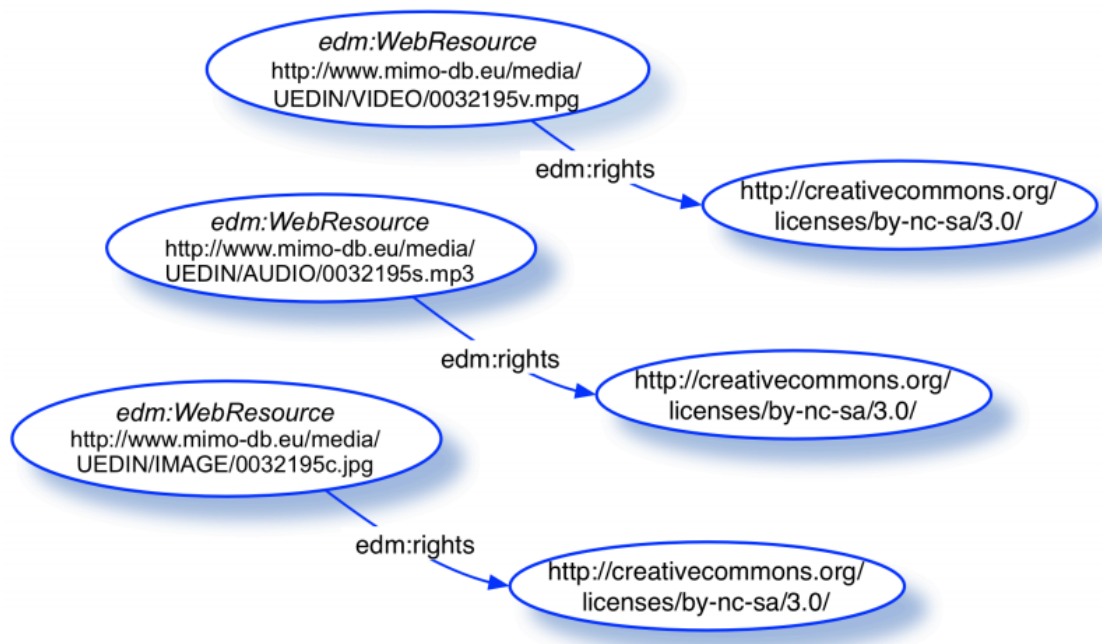 edm:WebResource
http://www.mimo-db.eu/media/
UEDIN/VIDEO/0032195v.mpg
edm:rights
http://creativecommons.org/
licenses/by-nc-sa/3.0/
edm:WebResource
http://www.mimo-db.eu/media/
UEDIN/AUDIO/0032195s.mp3
edm:rights
http://creativecommons.org/
licenses/by-nc-sa/3.0/
edm:WebResource
http://www.mimo-db.eu/media/
UEDIN/IMAGE/0032195c.jpg
edm:rights
http://creativecommons.org/
licenses/by-nc-sa/3.0/